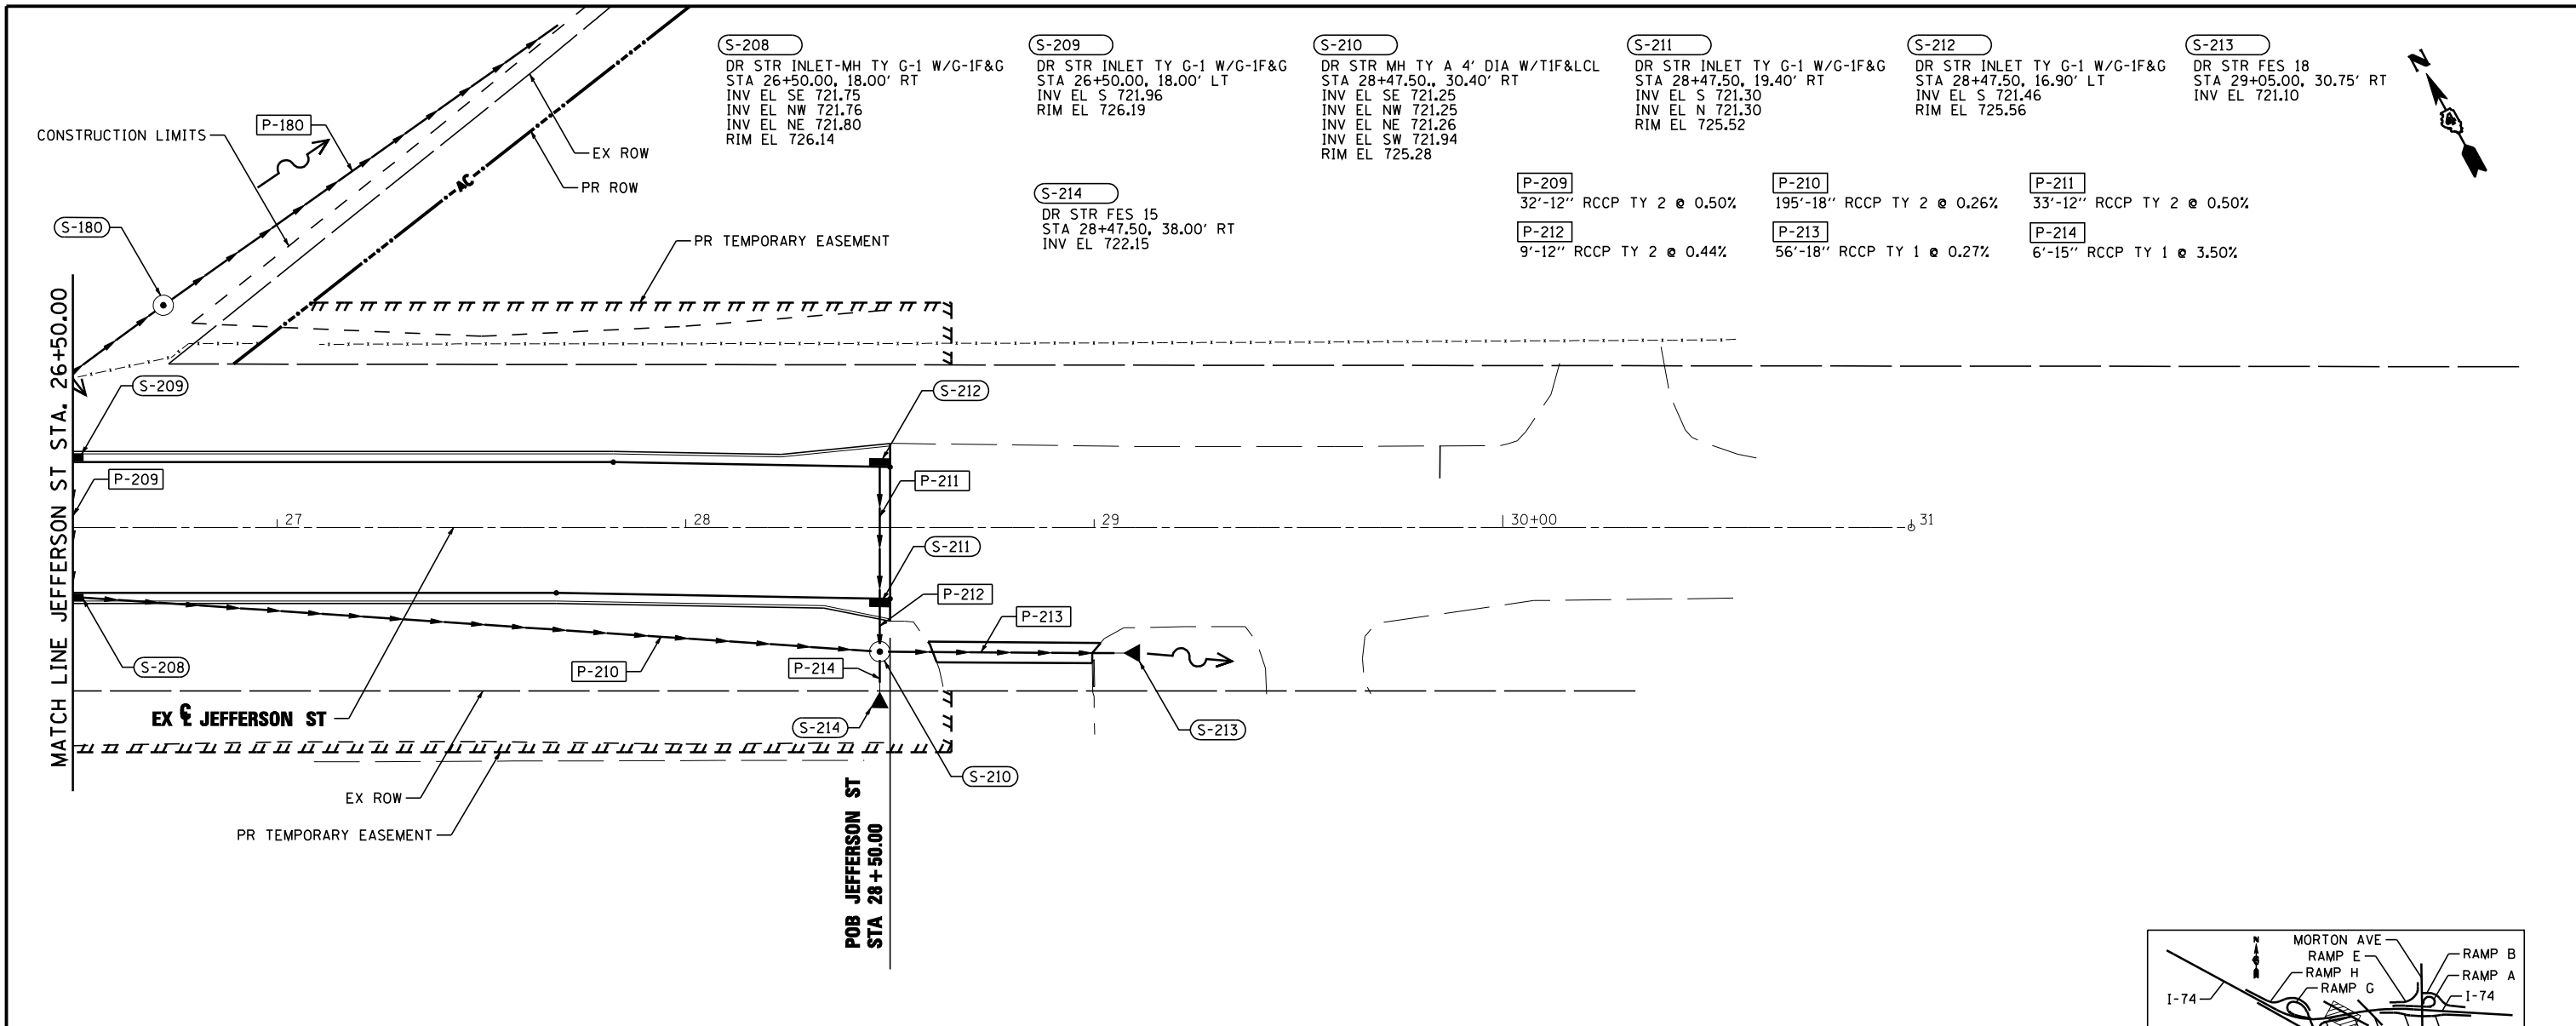 S-208
DR STR INLET-MH TY G-1 W/G-1F&G
STA 26+50.00, 18.00' RT
INV EL SE 721.75
INV EL NW 721.76
INV EL NE 721.80
RIM EL 726.14
S-209
DR STR INLET TY G-1 W/G-1F&G
STA 26+50.00, 18.00' LT
INV EL S 721.96
RIM EL 726.19
S-210
DR STR MH TY A 4' DIA W/T1F&LCL
STA 28+47.50,, 30.40' RT
INV EL SE 721.25
INV EL NW 721.25
INV EL NE 721.26
INV EL SW 721.94
RIM EL 725.28
S-211
DR STR INLET TY G-1 W/G-1F&G
STA 28+47.50, 19.40' RT
INV EL S 721.30
INV EL N 721.30
RIM EL 725.52
S-212
DR STR INLET TY G-1 W/G-1F&G
STA 28+47.50, 16.90' LT
INV EL S 721.46
RIM EL 725.56
S-213
DR STR FES 18
STA 29+05.00, 30.75' RT
INV EL 721.10
N
S-214
DR STR FES 15
STA 28+47.50, 38.00' RT
INV EL 722.15
P-209
32'-12'' RCCP TY 2 @ 0.50%
P-210
195'-18'' RCCP TY 2 @ 0.26%
P-211
33'-12'' RCCP TY 2 @ 0.50%
P-212
9'-12'' RCCP TY 2 @ 0.44%
P-213
56'-18'' RCCP TY 1 @ 0.27%
P-214
6'-15'' RCCP TY 1 @ 3.50%
CONSTRUCTION LIMITS
P-180
EX ROW
PR ROW
AC
S-180
PR TEMPORARY EASEMENT
MATCH LINE JEFFERSON ST STA. 26+50.00
S-209
S-212
P-209
P-211
27
28
29
30+00
31
S-211
P-212
P-213
S-208
P-210
P-214
EX ℄ JEFFERSON ST
S-214
S-213
S-210
EX ROW
PR TEMPORARY EASEMENT
POB JEFFERSON ST
STA 28+50.00
N
MORTON AVE
RAMP E
RAMP H
RAMP G
I-74
RAMP B
RAMP A
I-74